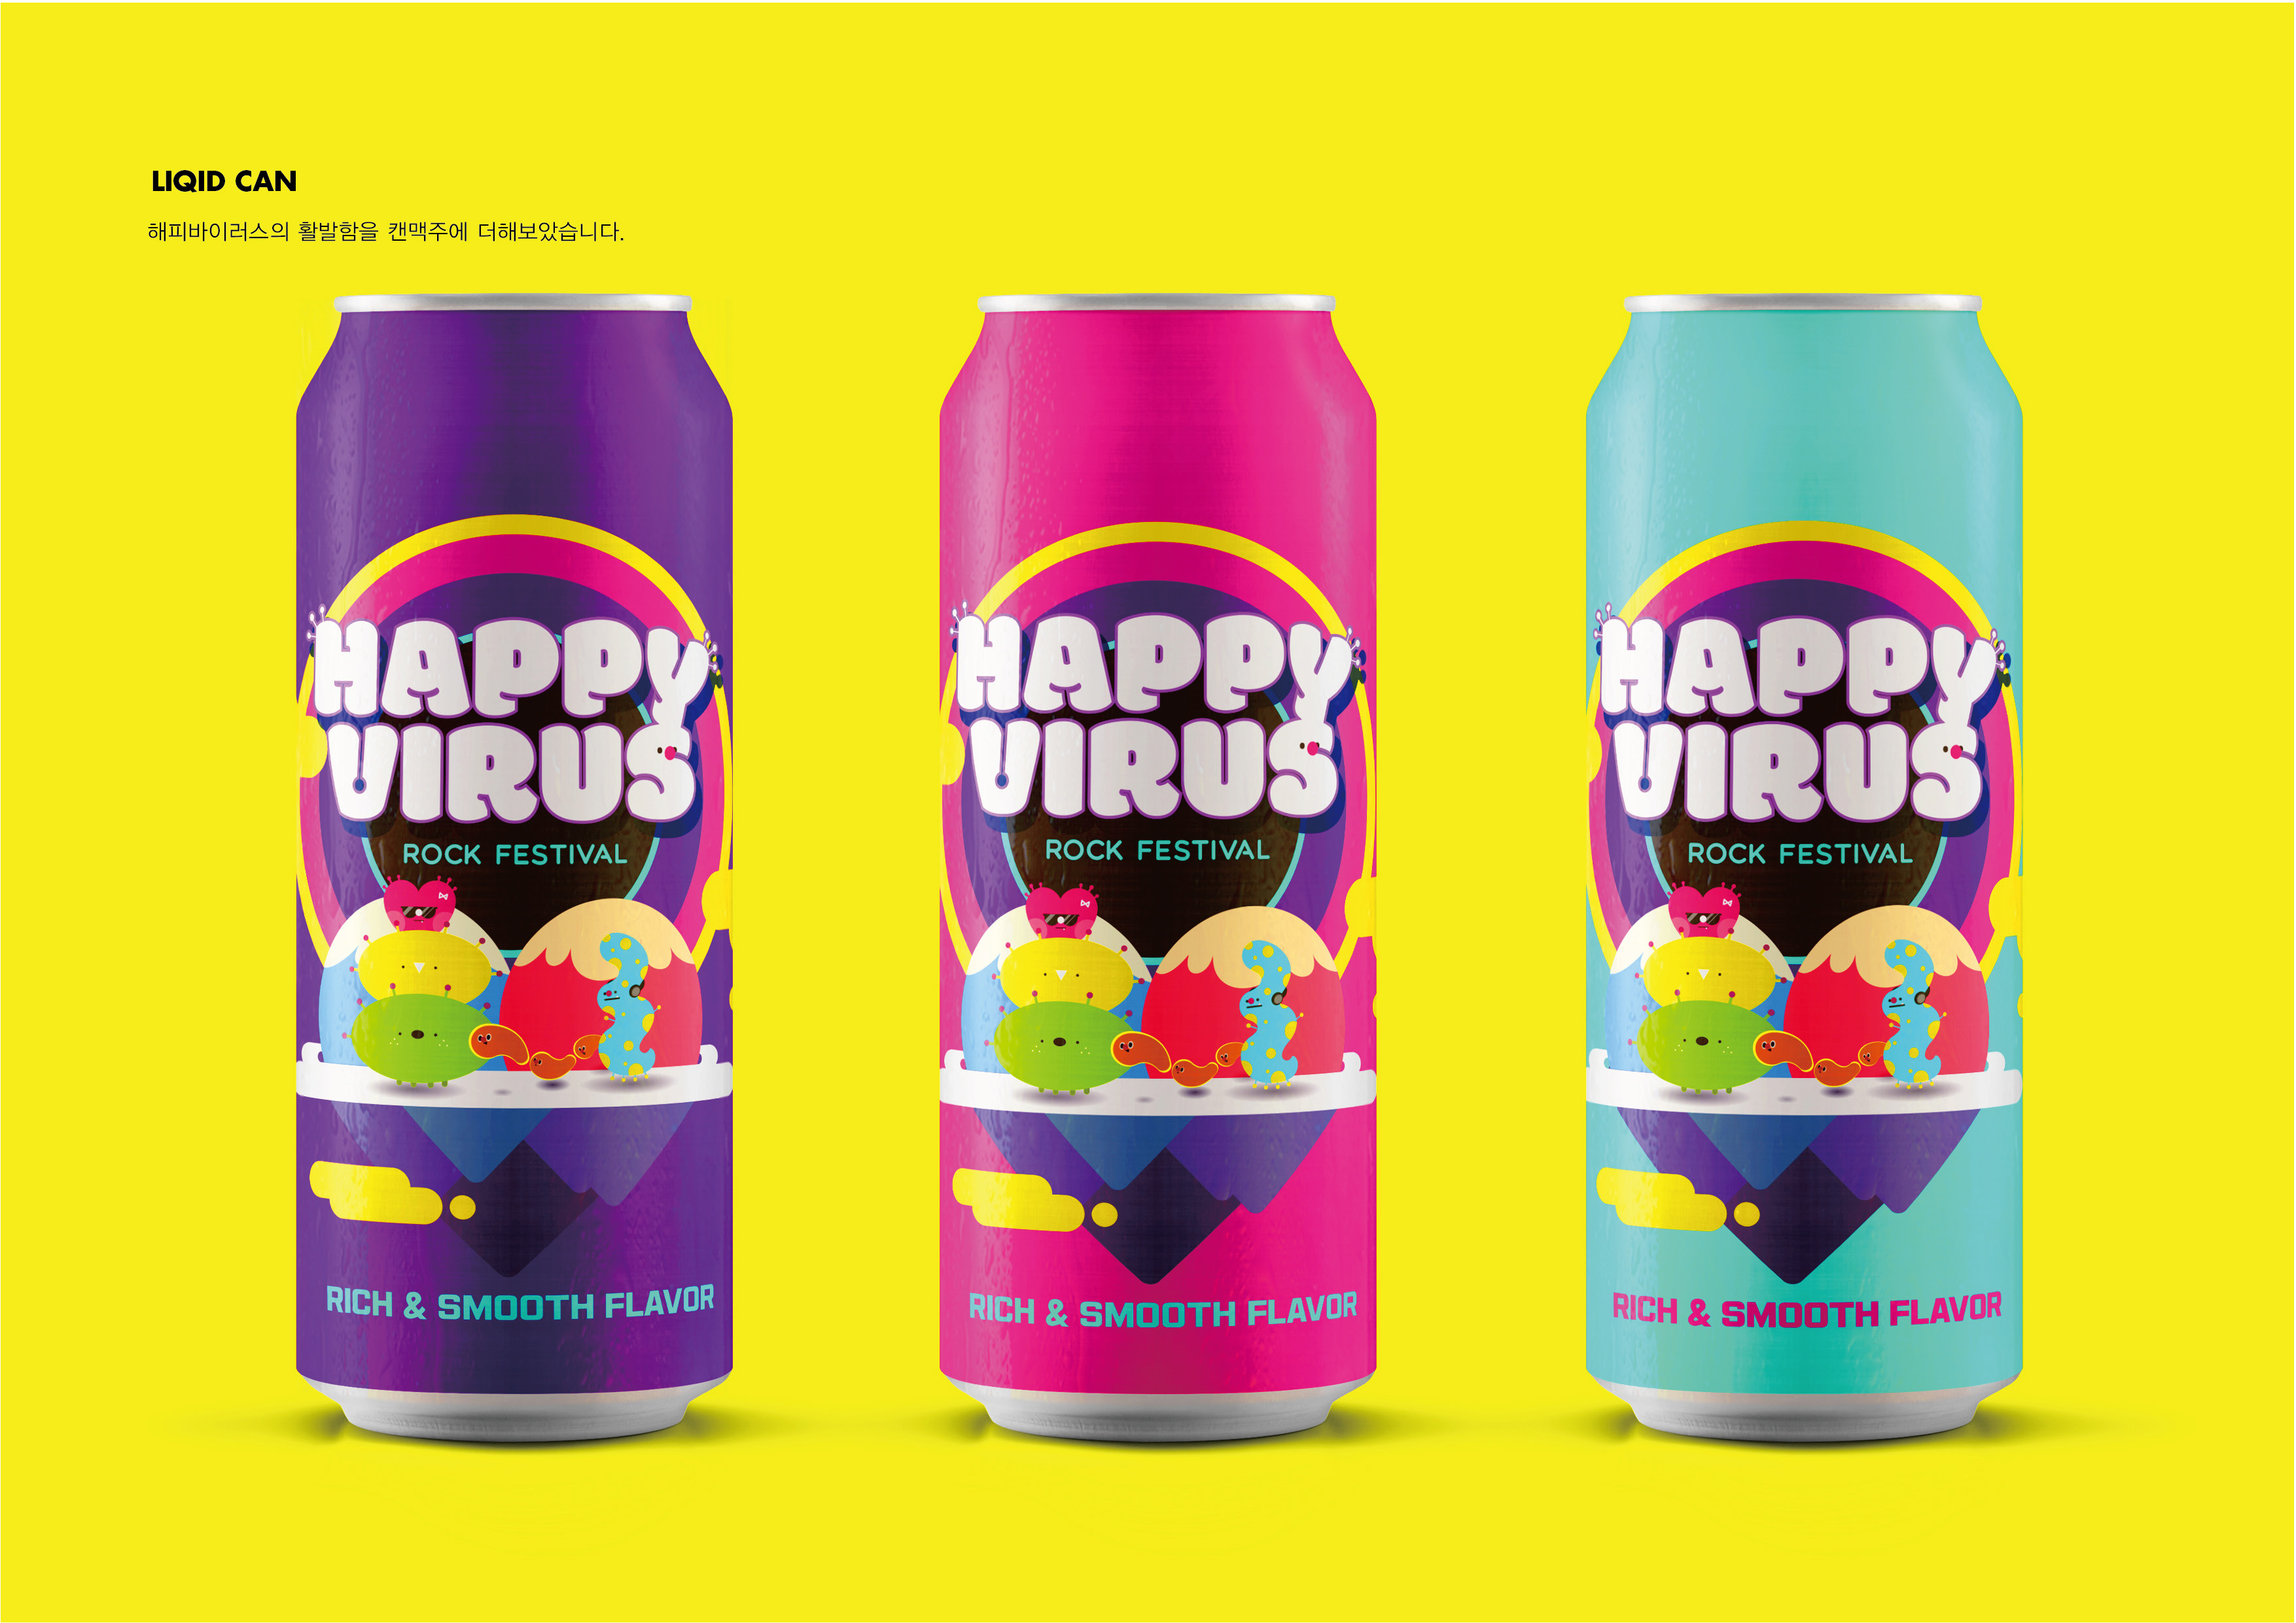 LIQID CAN
해피바이러스의 활발함을 캔맥주에 더해보았습니다.
HAPPY
VIRUS
ROCK FESTIVAL
RICH & SMOOTH FLAVOR
HAPPY
VIRUS
ROCK FESTIVAL
RICH & SMOOTH FLAVOR
HAPPY
VIRUS
ROCK FESTIVAL
RICH & SMOOTH FLAVOR